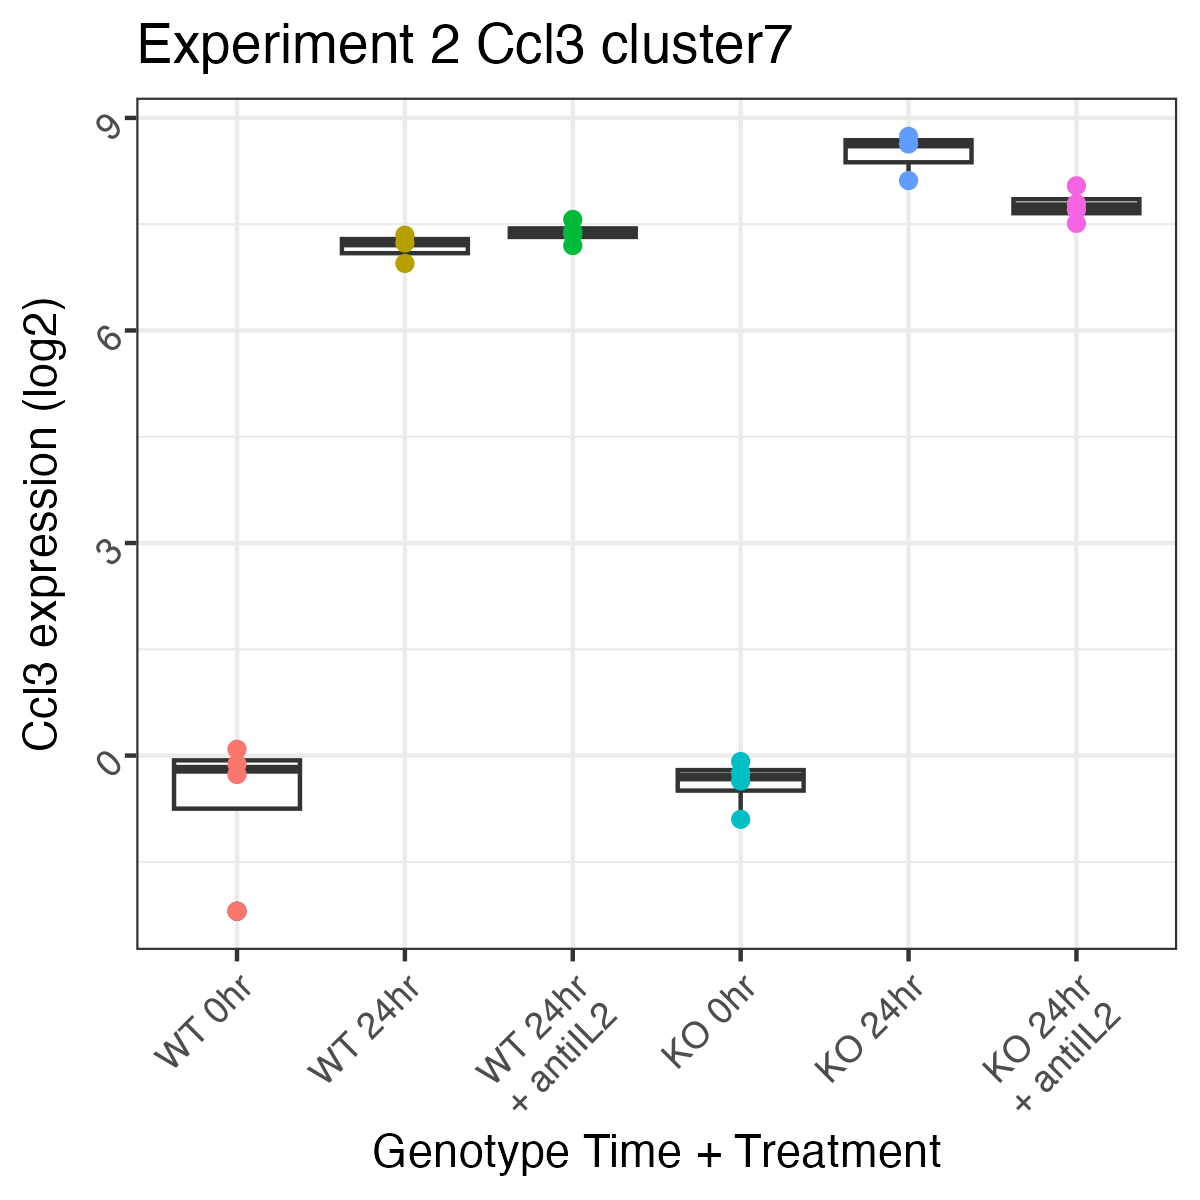 Experiment 2 Ccl3 cluster7
Ccl3 expression (log2)
9
6
3
0
WT 0hr
WT 24hr
WT 24hr
+ antiIL2
KO 0hr
KO 24hr
KO 24hr
+ antiIL2
Genotype Time + Treatment